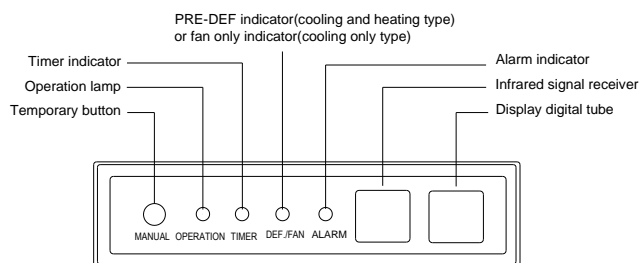 PRE-DEF indicator(cooling and heating type)
or fan only indicator(cooling only type)
Timer indicator
Alarm indicator
Operation lamp
Infrared signal receiver
Temporary button
Display digital tube
MANUAL OPERATION TIMER DEF./FAN ALARM